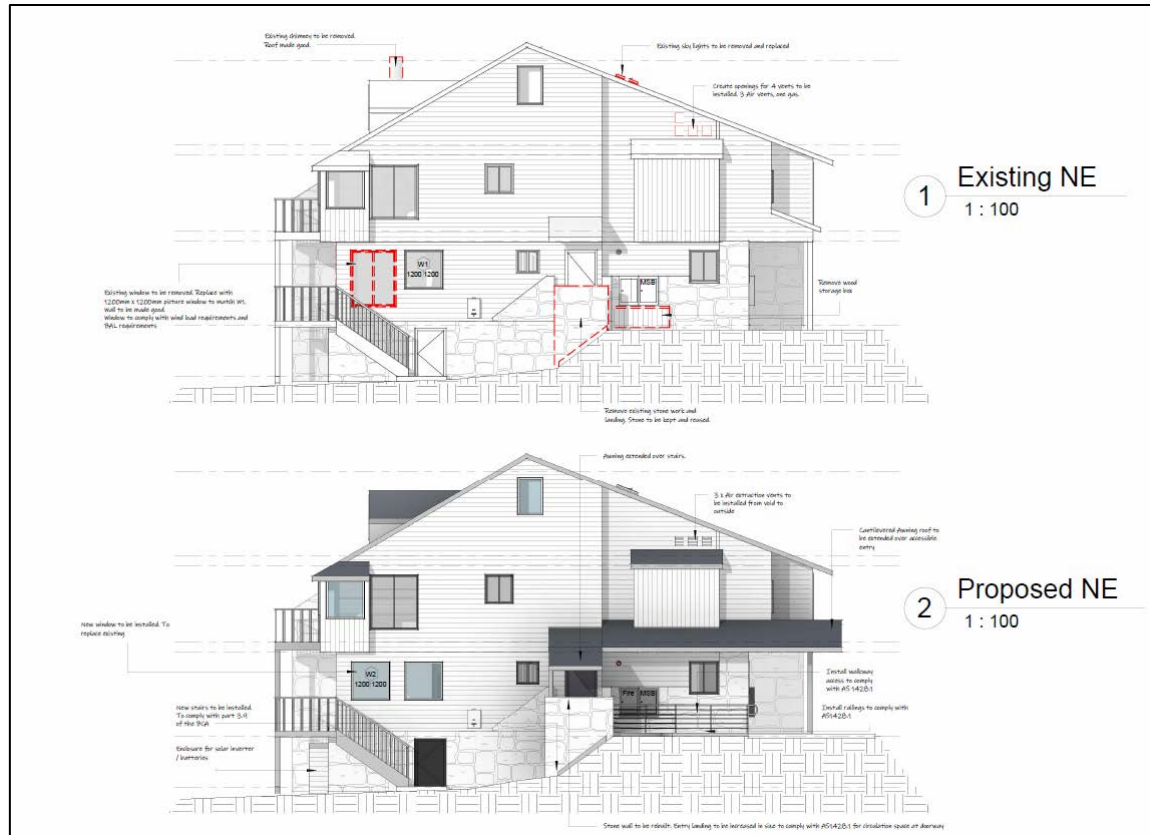 Existing chimney to be removed.
Roof made good.
Existing sky lights to be removed and replaced
Create openings for 4 vents to be
installed. 3 Air vents, one gas.
1
Existing NE
1 : 100
W1
1200 1200
MSB
Existing window to be removed. Replace with
1200mm x 1200mm picture window to match W1.
Wall to be made good.
Window to comply with wind load requirements and
BAL requirements
Remove wood
storage box
Remove existing stone work and
landing. Stone to be kept and reused.
Awning extended over stairs.
3 x Air extraction vents to
be installed from void to
outside
Cantilevered Awning roof to
be extended over accessible
entry
2
Proposed NE
1 : 100
New window to be installed. To
replace existing
W2
1200 1200
Fire MSB
Install walkway
access to comply
with AS1428:1
Install railings to comply with
AS1428:1
New stairs to be installed.
To comply with part 3.9
of the BCA
Enclosure for solar inverter
/ batteries
Stone wall to be rebuilt. Entry landing to be increased in size to comply with AS1428:1 for circulation space at doorway